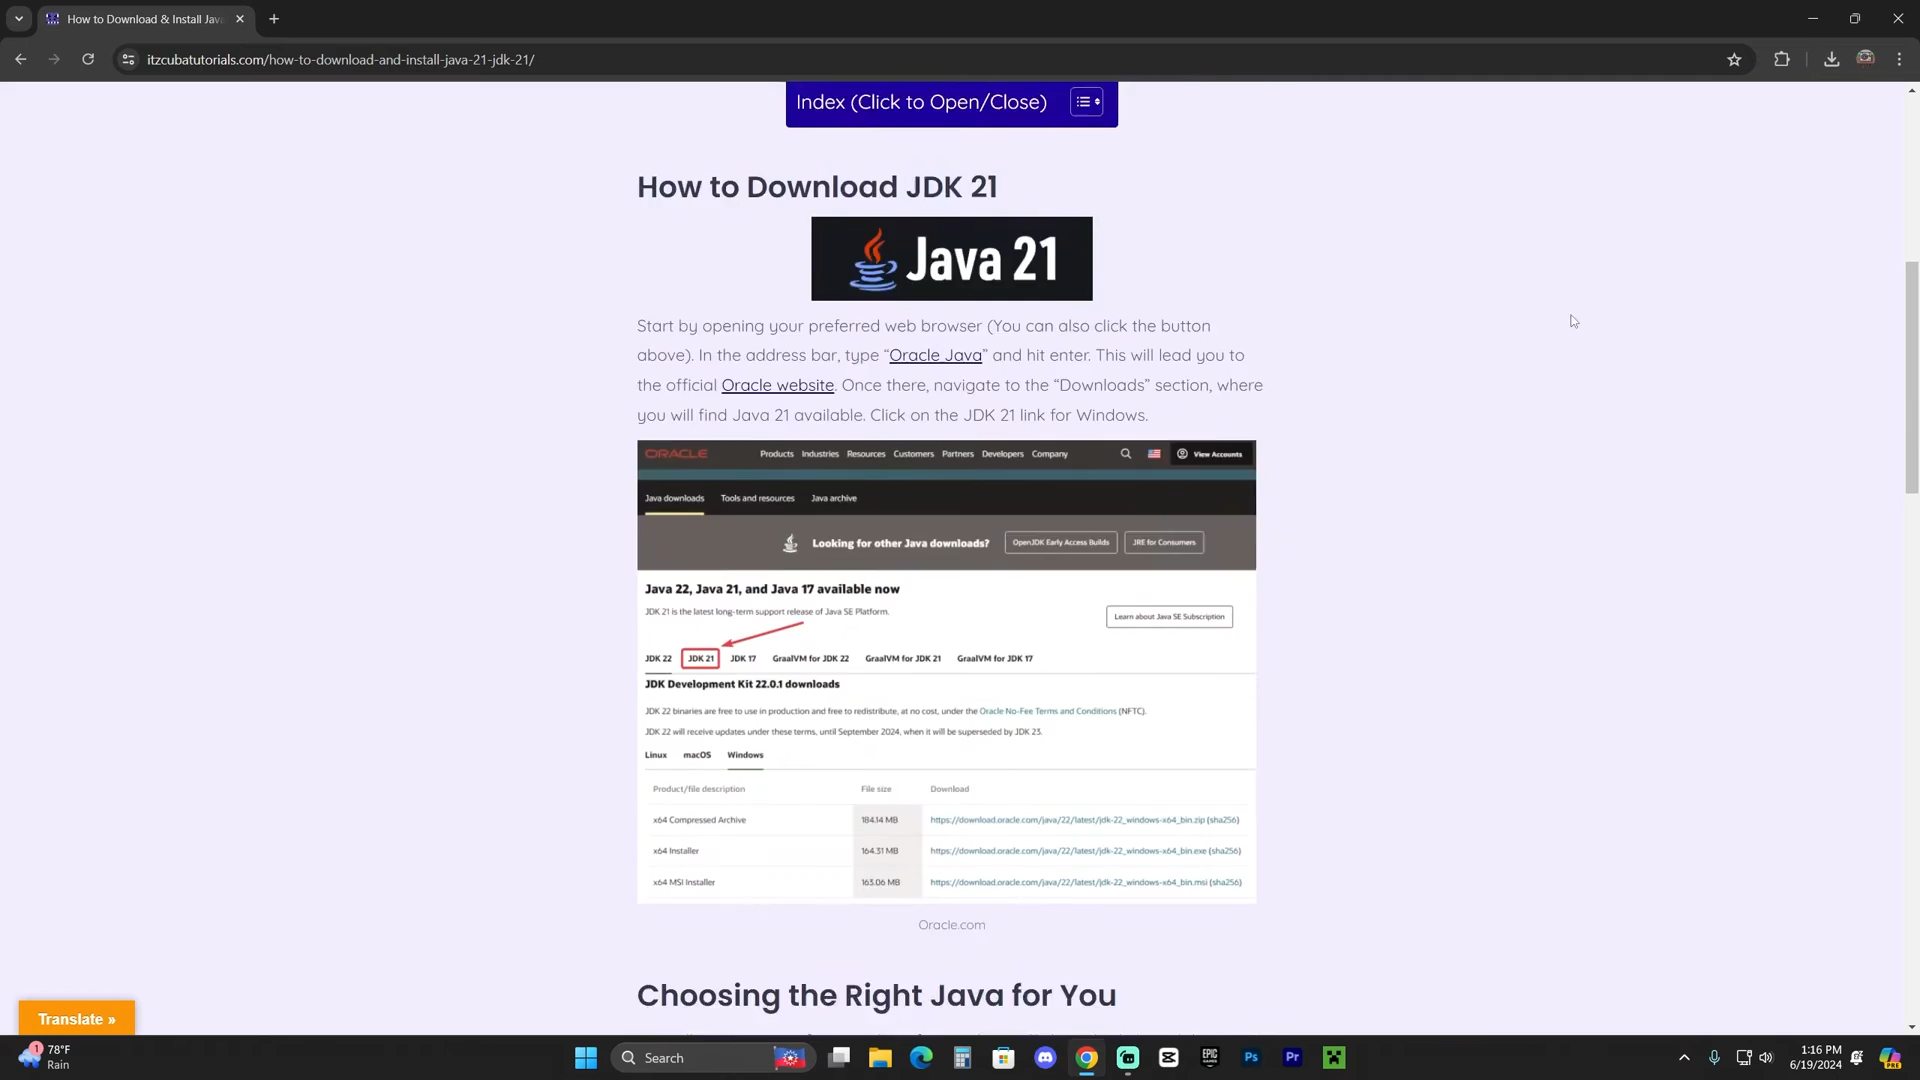 How to Download & Install Java
itzcubatutorials.com/how-to-download-and-install-java-21-jdk-21/
Index (Click to Open/Close)
How to Download JDK 21
Java 21
Start by opening your preferred web browser (You can also click the button
above). In the address bar, type “Oracle Java” and hit enter. This will lead you to
the official Oracle website. Once there, navigate to the “Downloads” section, where
you will find Java 21 available. Click on the JDK 21 link for Windows.
ORACLE Products Industries Resources Customers Partners Developers Company View Accounts
Java downloads Tools and resources Java archive
Looking for other Java downloads? OpenJDK Early Access Builds JRE for Consumers
Java 22, Java 21, and Java 17 available now
JDK 21 is the latest long-term support release of Java SE Platform.
Learn about Java SE Subscription
JDK 22 JDK 21 JDK 17 GraalVM for JDK 22 GraalVM for JDK 21 GraalVM for JDK 17
JDK Development Kit 22.0.1 downloads
JDK 22 binaries are free to use in production and free to redistribute, at no cost, under the Oracle No-Fee Terms and Conditions (NFTC).
JDK 22 will receive updates under these terms, until September 2024, when it will be superseded by JDK 23.
Linux macOS Windows
Product/file description File size Download
x64 Compressed Archive 184.14 MB https://download.oracle.com/java/22/latest/jdk-22_windows-x64_bin.zip (sha256)
x64 Installer 164.31 MB https://download.oracle.com/java/22/latest/jdk-22_windows-x64_bin.exe (sha256)
x64 MSI Installer 163.06 MB https://download.oracle.com/java/22/latest/jdk-22_windows-x64_bin.msi (sha256)
Oracle.com
Choosing the Right Java for You
Translate »
1
78°F
Rain
Search
EPIC GAMES
Ps
Pr
1:16 PM
6/19/2024
PRE